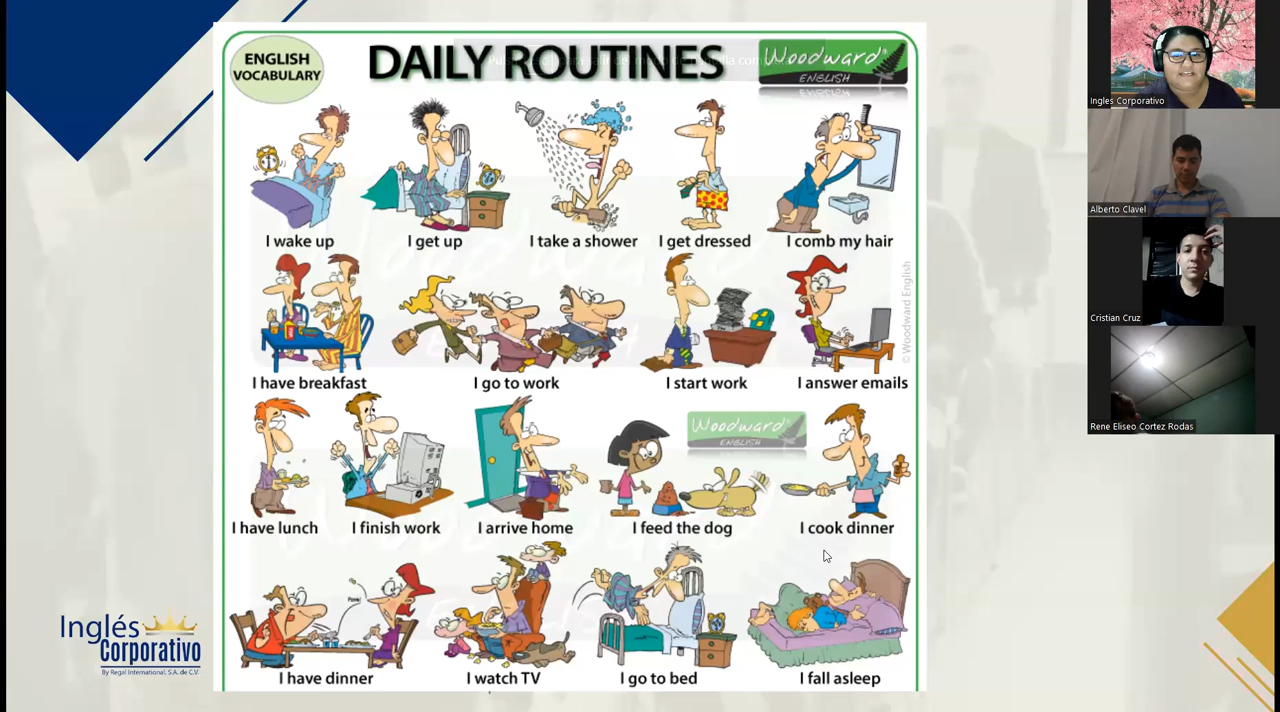 ENGLISH
VOCABULARY
DAILY ROUTINES
Woodward®
ENGLISH
I wake up
I get up
I take a shower
I get dressed
I comb my hair
I have breakfast
I go to work
I start work
I answer emails
© Woodward English
I have lunch
I finish work
I arrive home
I feed the dog
Woodward
ENGLISH
I cook dinner
I have dinner
I watch TV
I go to bed
I fall asleep
Inglés
Corporativo
By Regal International, S.A. de C.V.
Ingles Corporativo
Alberto Clavel
Cristian Cruz
Rene Eliseo Cortez Rodas